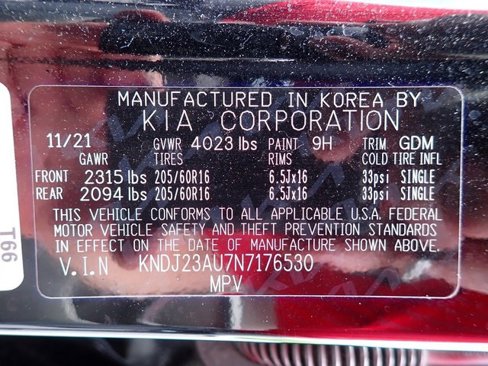 MANUFACTURED IN KOREA BY
KIA CORPORATION
11/21 GVWR 4023 lbs PAINT 9H TRIM GDM
GAWR TIRES RIMS COLD TIRE INFL
FRONT 2315 lbs 205/60R16 6.5Jx16 33psi SINGLE
REAR 2094 lbs 205/60R16 6.5Jx16 33psi SINGLE
THIS VEHICLE CONFORMS TO ALL APPLICABLE U.S.A. FEDERAL
MOTOR VEHICLE SAFETY AND THEFT PREVENTION STANDARDS
IN EFFECT ON THE DATE OF MANUFACTURE SHOWN ABOVE.
V.I.N KNDJ23AU7N7176530
MPV
T66